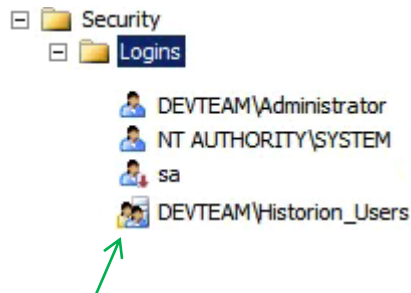 Security
Logins
DEVTEAM\Administrator
NT AUTHORITY\SYSTEM
sa
DEVTEAM\Historion_Users